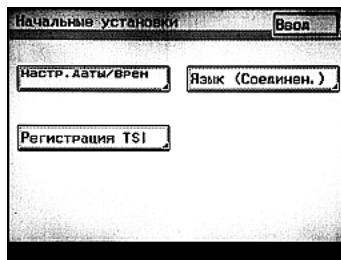 Начальные установки
Ввод
Настр.Даты/Врем
Язык (Соединен.)
Регистрация TSI